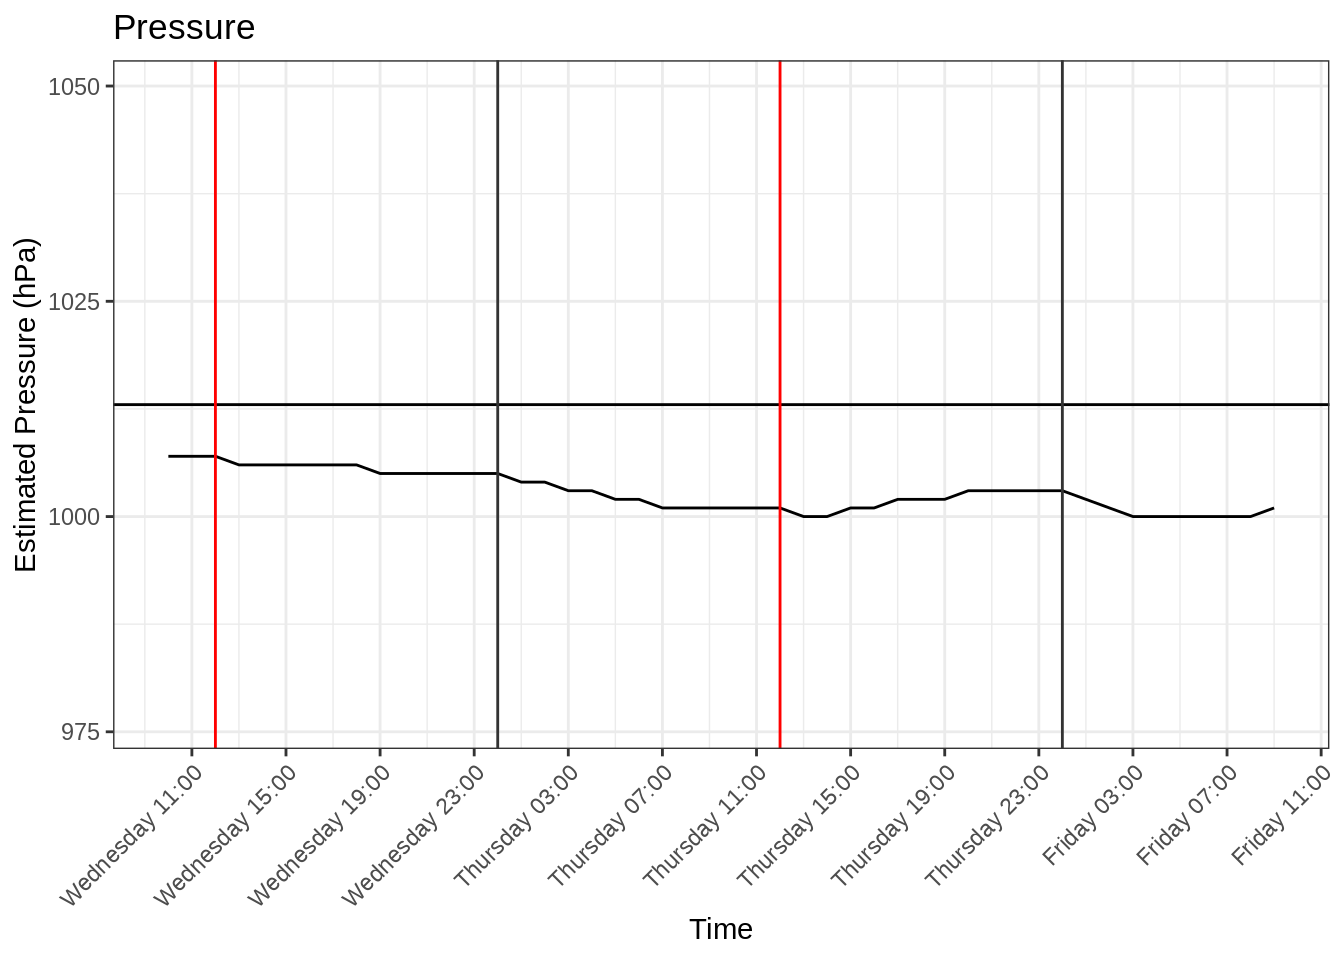 Pressure
Estimated Pressure (hPa)
1050
1025
1000
975
Wednesday 11:00
Wednesday 15:00
Wednesday 19:00
Wednesday 23:00
Thursday 03:00
Thursday 07:00
Thursday 11:00
Thursday 15:00
Thursday 19:00
Thursday 23:00
Friday 03:00
Friday 07:00
Friday 11:00
Time